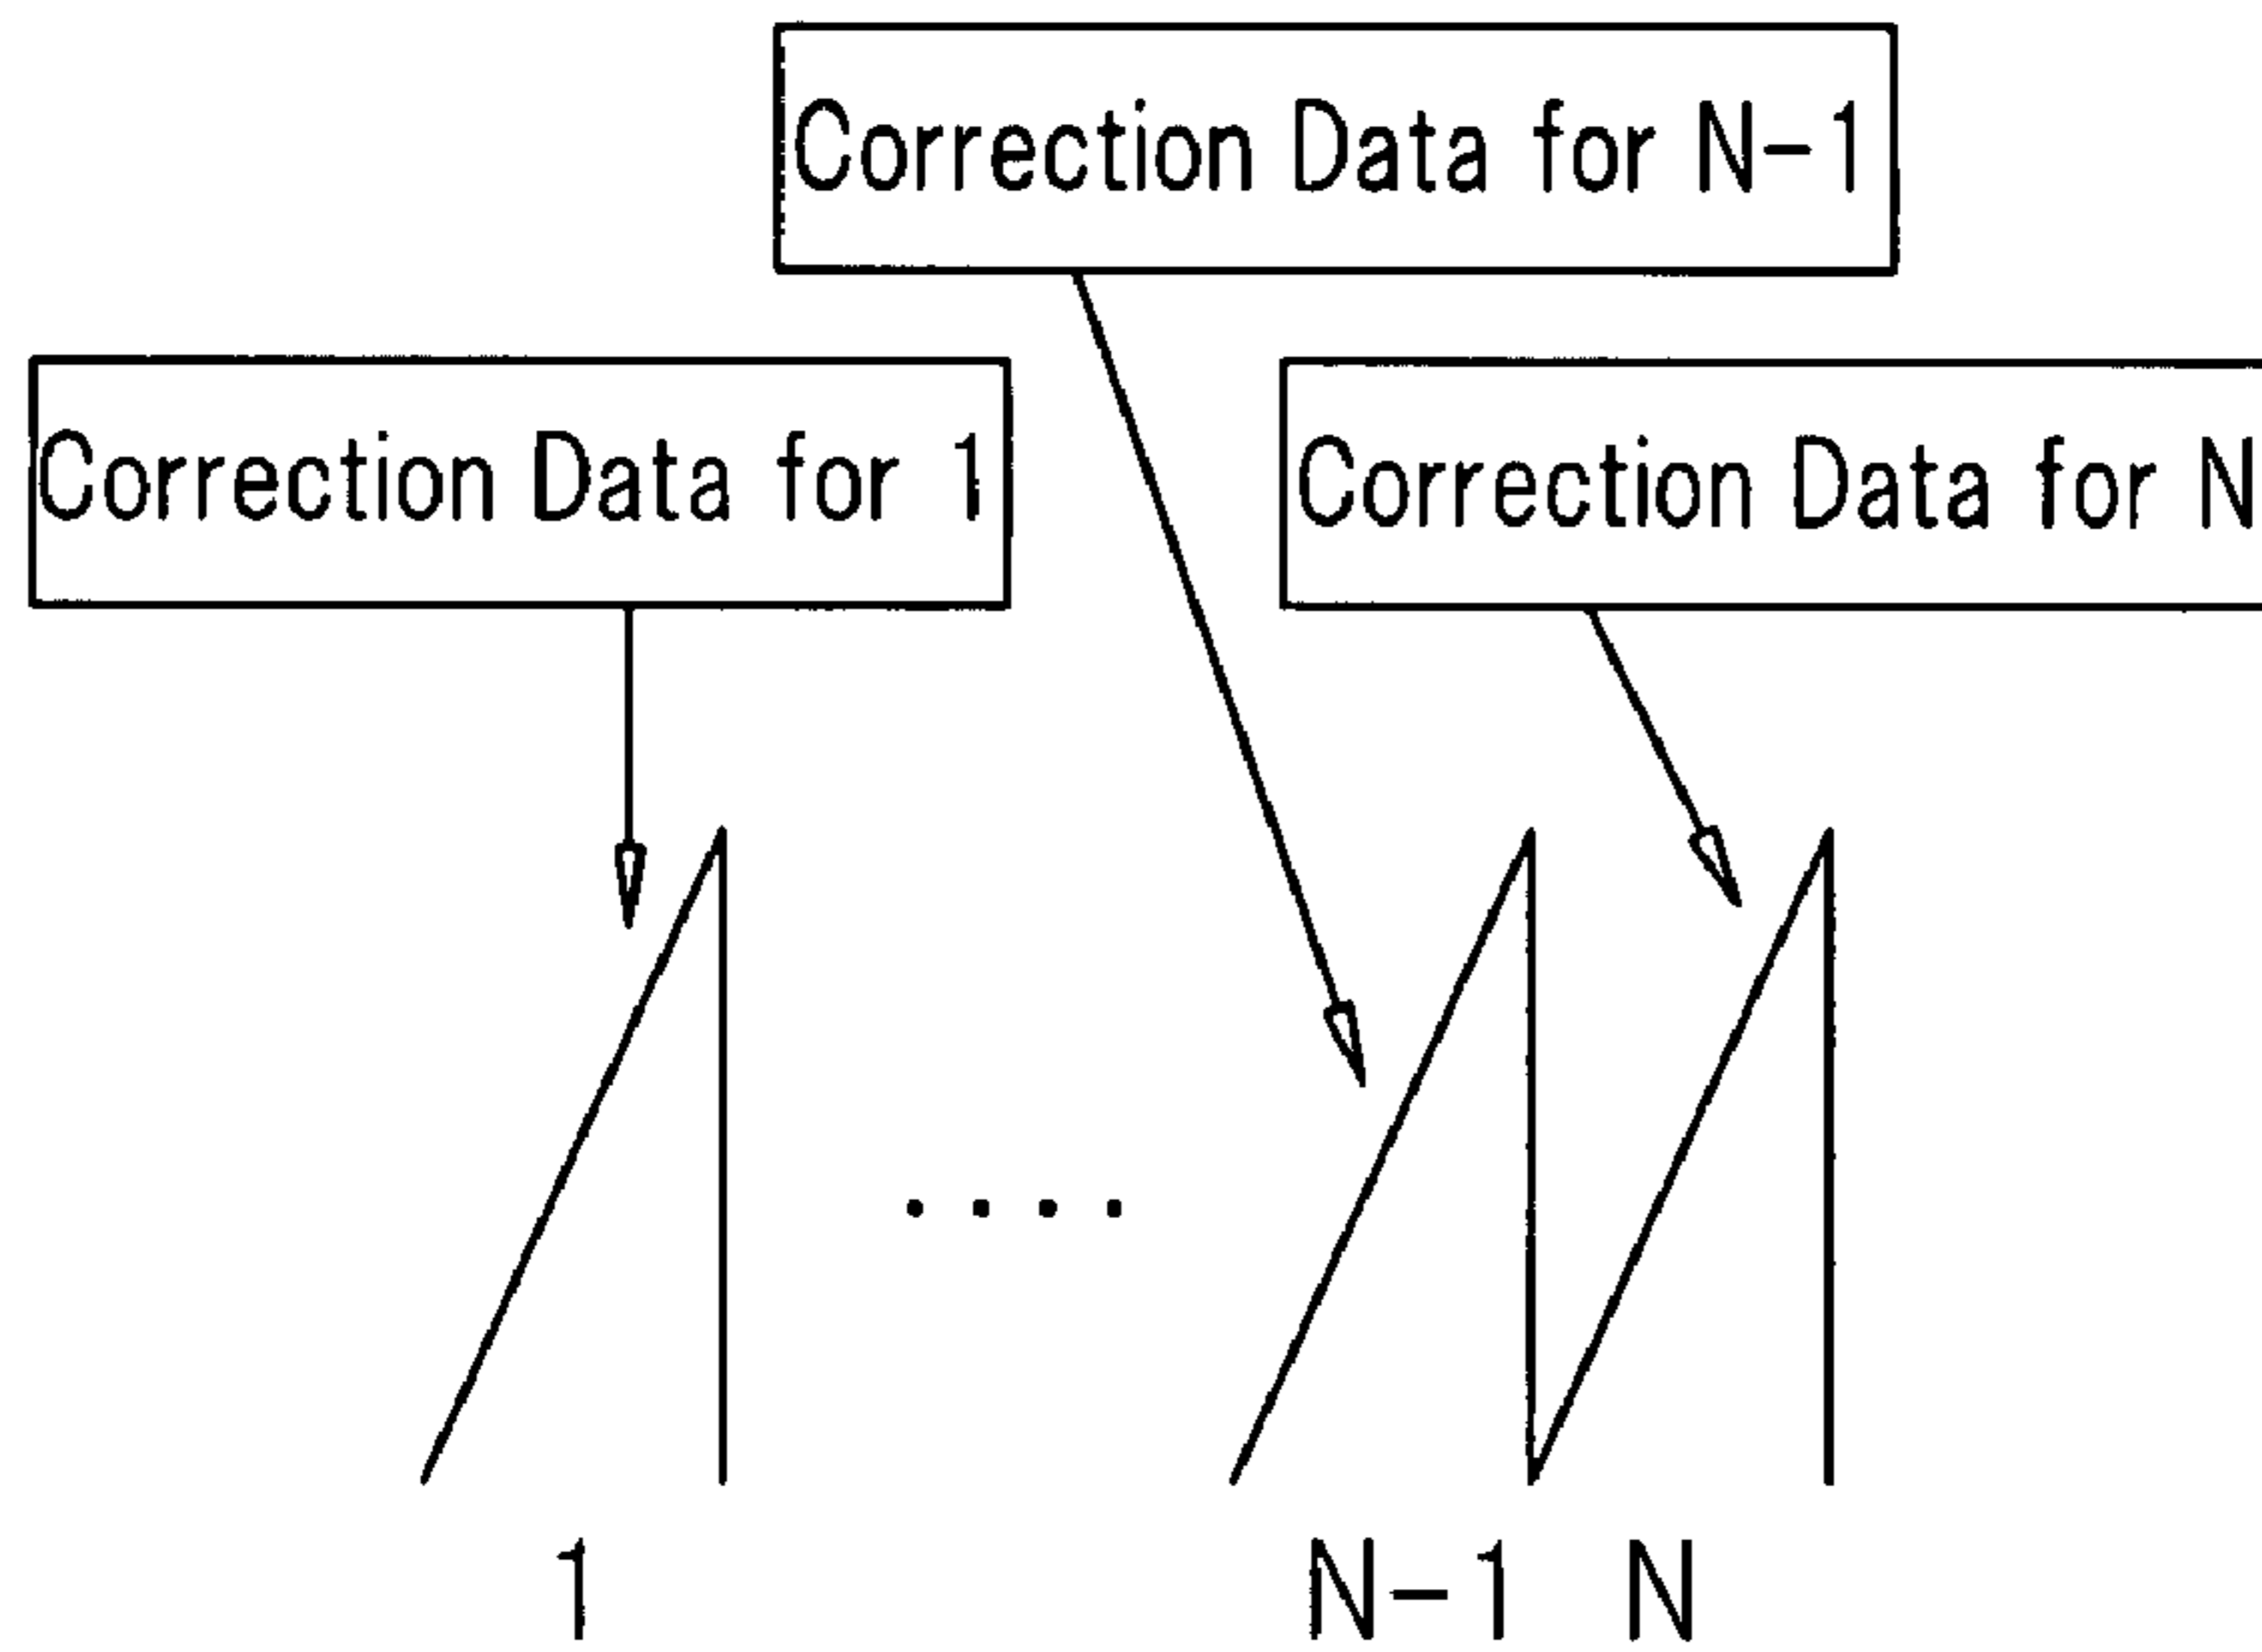 Correction Data for N-1
Correction Data for 1
Correction Data for N
....
1
N-1
N